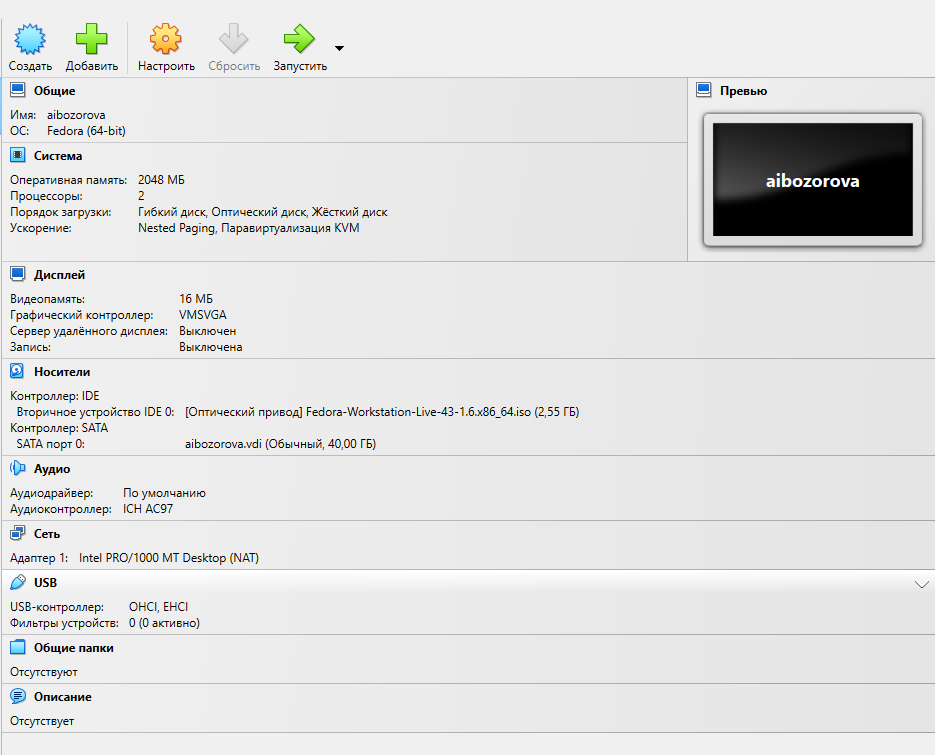 Создать Добавить Настроить Сбросить Запустить
Общие
Имя: aibozorova
ОС: Fedora (64-bit)
Превью
aibozorova
Система
Оперативная память: 2048 МБ
Процессоры: 2
Порядок загрузки: Гибкий диск, Оптический диск, Жёсткий диск
Ускорение: Nested Paging, Паравиртуализация KVM
Дисплей
Видеопамять: 16 МБ
Графический контроллер: VMSVGA
Сервер удалённого дисплея: Выключен
Запись: Выключена
Носители
Контроллер: IDE
Вторичное устройство IDE 0: [Оптический привод] Fedora-Workstation-Live-43-1.6.x86_64.iso (2,55 ГБ)
Контроллер: SATA
SATA порт 0: aibozorova.vdi (Обычный, 40,00 ГБ)
Аудио
Аудиодрайвер: По умолчанию
Аудиоконтроллер: ICH AC97
Сеть
Адаптер 1: Intel PRO/1000 MT Desktop (NAT)
USB
USB-контроллер: OHCI, EHCI
Фильтры устройств: 0 (0 активно)
Общие папки
Отсутствуют
Описание
Отсутствует